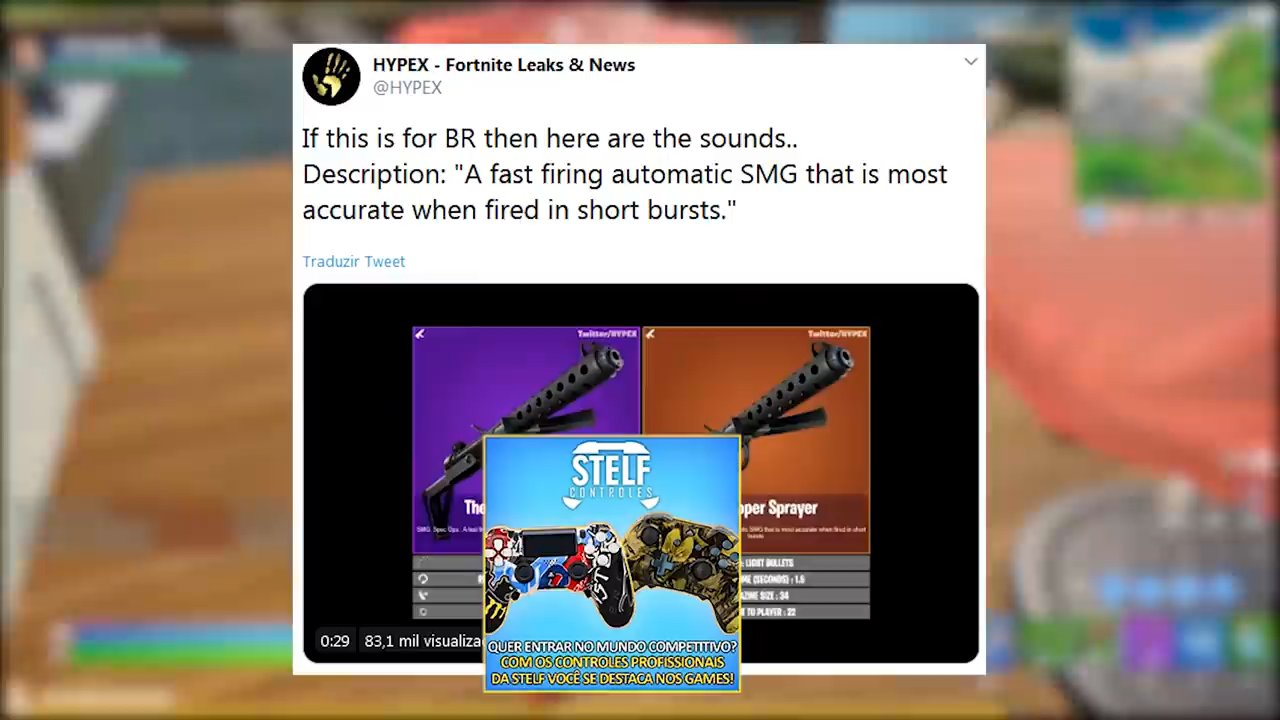 HYPEX - Fortnite Leaks & News
@HYPEX
If this is for BR then here are the sounds..
Description: "A fast firing automatic SMG that is most
accurate when fired in short bursts."
Traduzir Tweet
Twitter/HYPEX
Twitter/HYPEX
The
Sprayer
LIGHT BULLETS
(SECONDS) : 1.5
SIZE : 34
TO PLAYER : 22
0:29 83,1 mil
STELF
CONTROLES
QUER ENTRAR NO MUNDO COMPETITIVO?
COM OS CONTROLES PROFISSIONAIS
DA STELF VOCÊ SE DESTACA NOS GAMES!